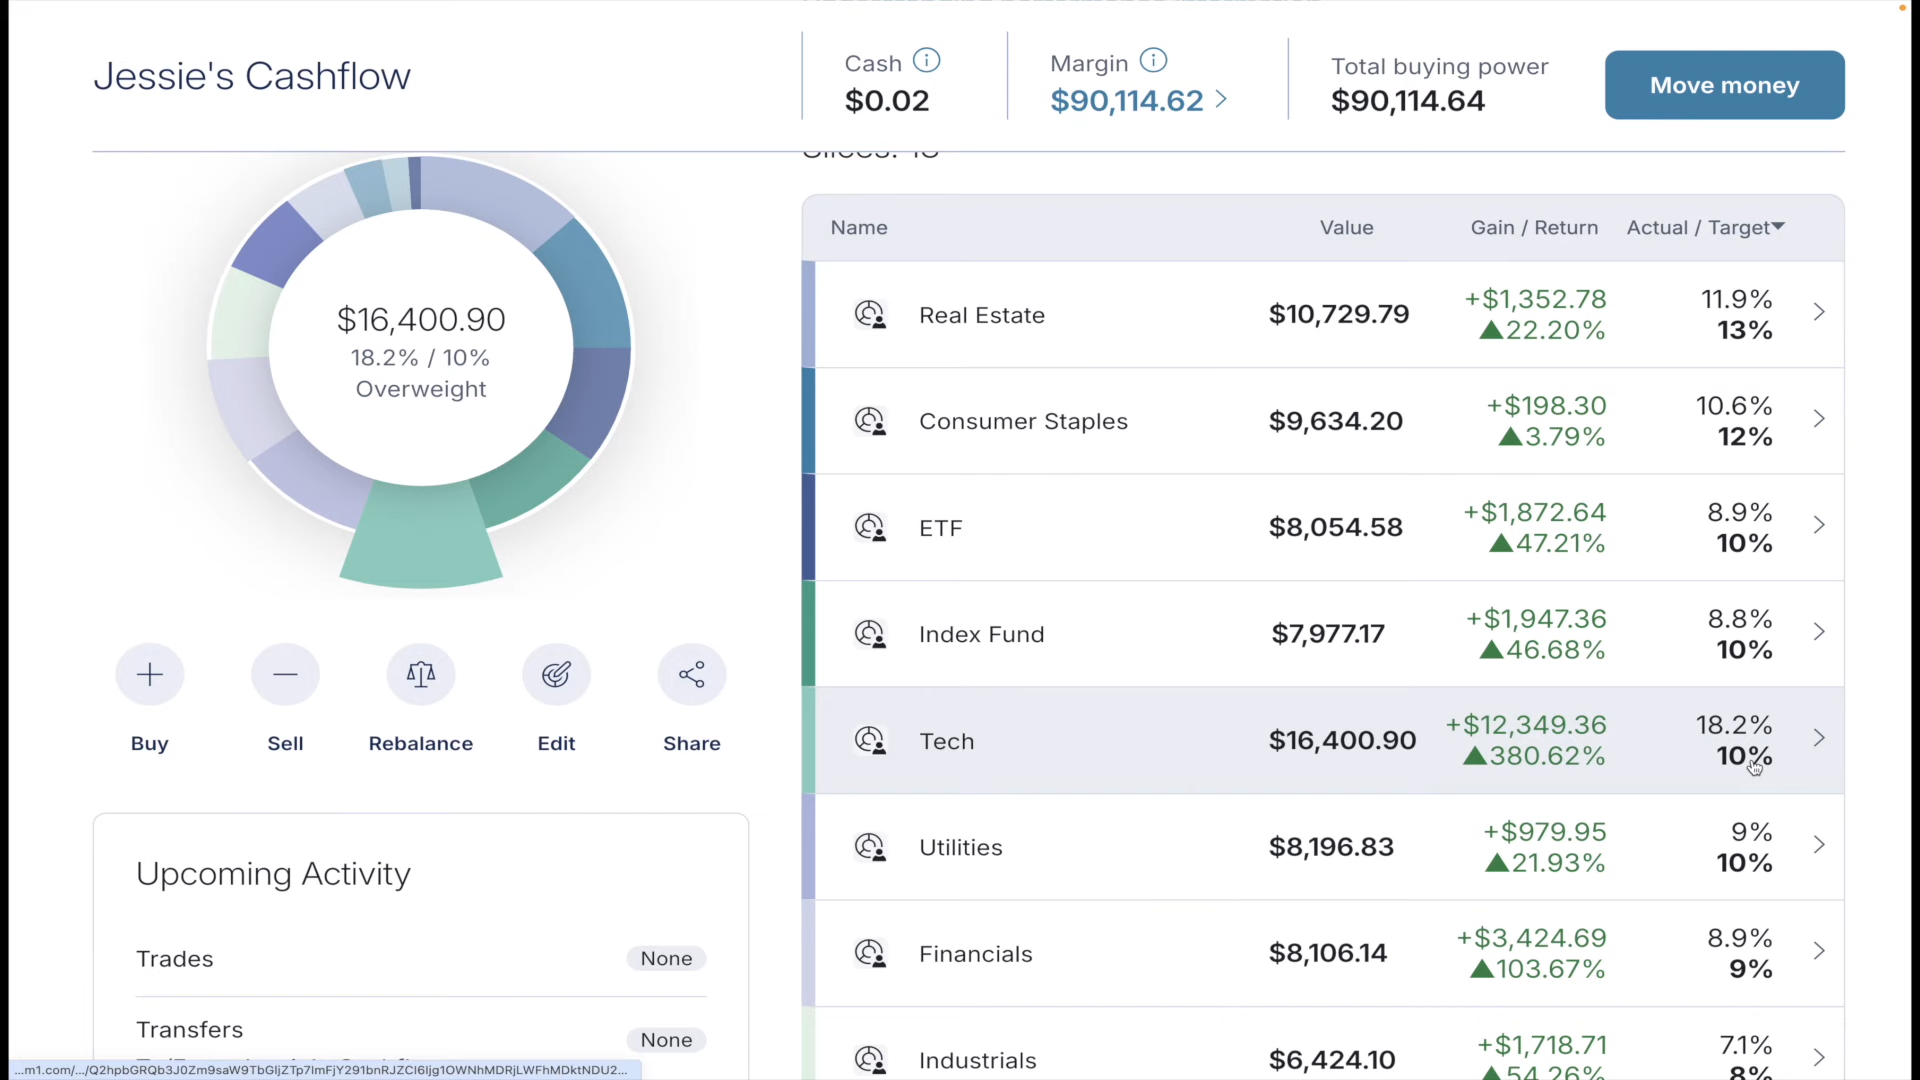 Jessie's Cashflow
Cash
$0.02
Margin
$90,114.62 >
Total buying power
$90,114.64
Move money
$16,400.90
18.2% / 10%
Overweight
Buy
Sell
Rebalance
Edit
Share
Upcoming Activity
Trades
None
Transfers
None
Name Value Gain / Return Actual / Target
Real Estate $10,729.79 +$1,352.78 11.9%
▲22.20% 13%
Consumer Staples $9,634.20 +$198.30 10.6%
▲3.79% 12%
ETF $8,054.58 +$1,872.64 8.9%
▲47.21% 10%
Index Fund $7,977.17 +$1,947.36 8.8%
▲46.68% 10%
Tech $16,400.90 +$12,349.36 18.2%
▲380.62% 10%
Utilities $8,196.83 +$979.95 9%
▲21.93% 10%
Financials $8,106.14 +$3,424.69 8.9%
▲103.67% 9%
Industrials $6,424.10 +$1,718.71 7.1%
▲54.26% 8%